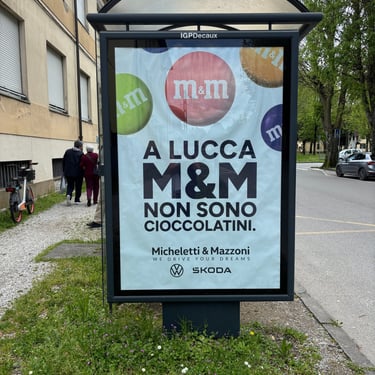 IGPDecaux
m&m
m&m
m
A LUCCA
M&M
NON SONO
CIOCCOLATINI.
Micheletti & Mazzoni
WE DRIVE YOUR DREAMS
ŠKODA